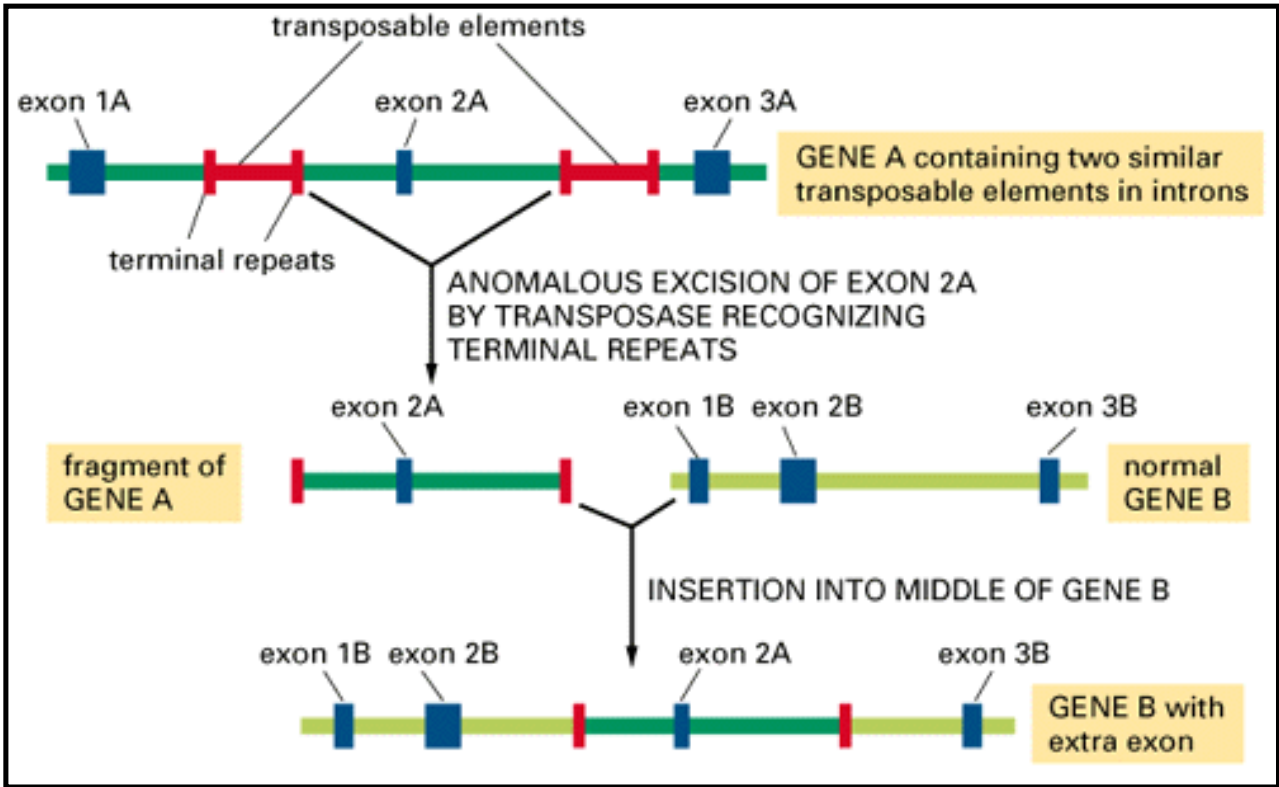 transposable elements
exon 1A
exon 2A
exon 3A
GENE A containing two similar
transposable elements in introns
terminal repeats
ANOMALOUS EXCISION OF EXON 2A
BY TRANSPOSASE RECOGNIZING
TERMINAL REPEATS
exon 2A
exon 1B
exon 2B
exon 3B
fragment of
GENE A
normal
GENE B
INSERTION INTO MIDDLE OF GENE B
exon 1B
exon 2B
exon 2A
exon 3B
GENE B with
extra exon